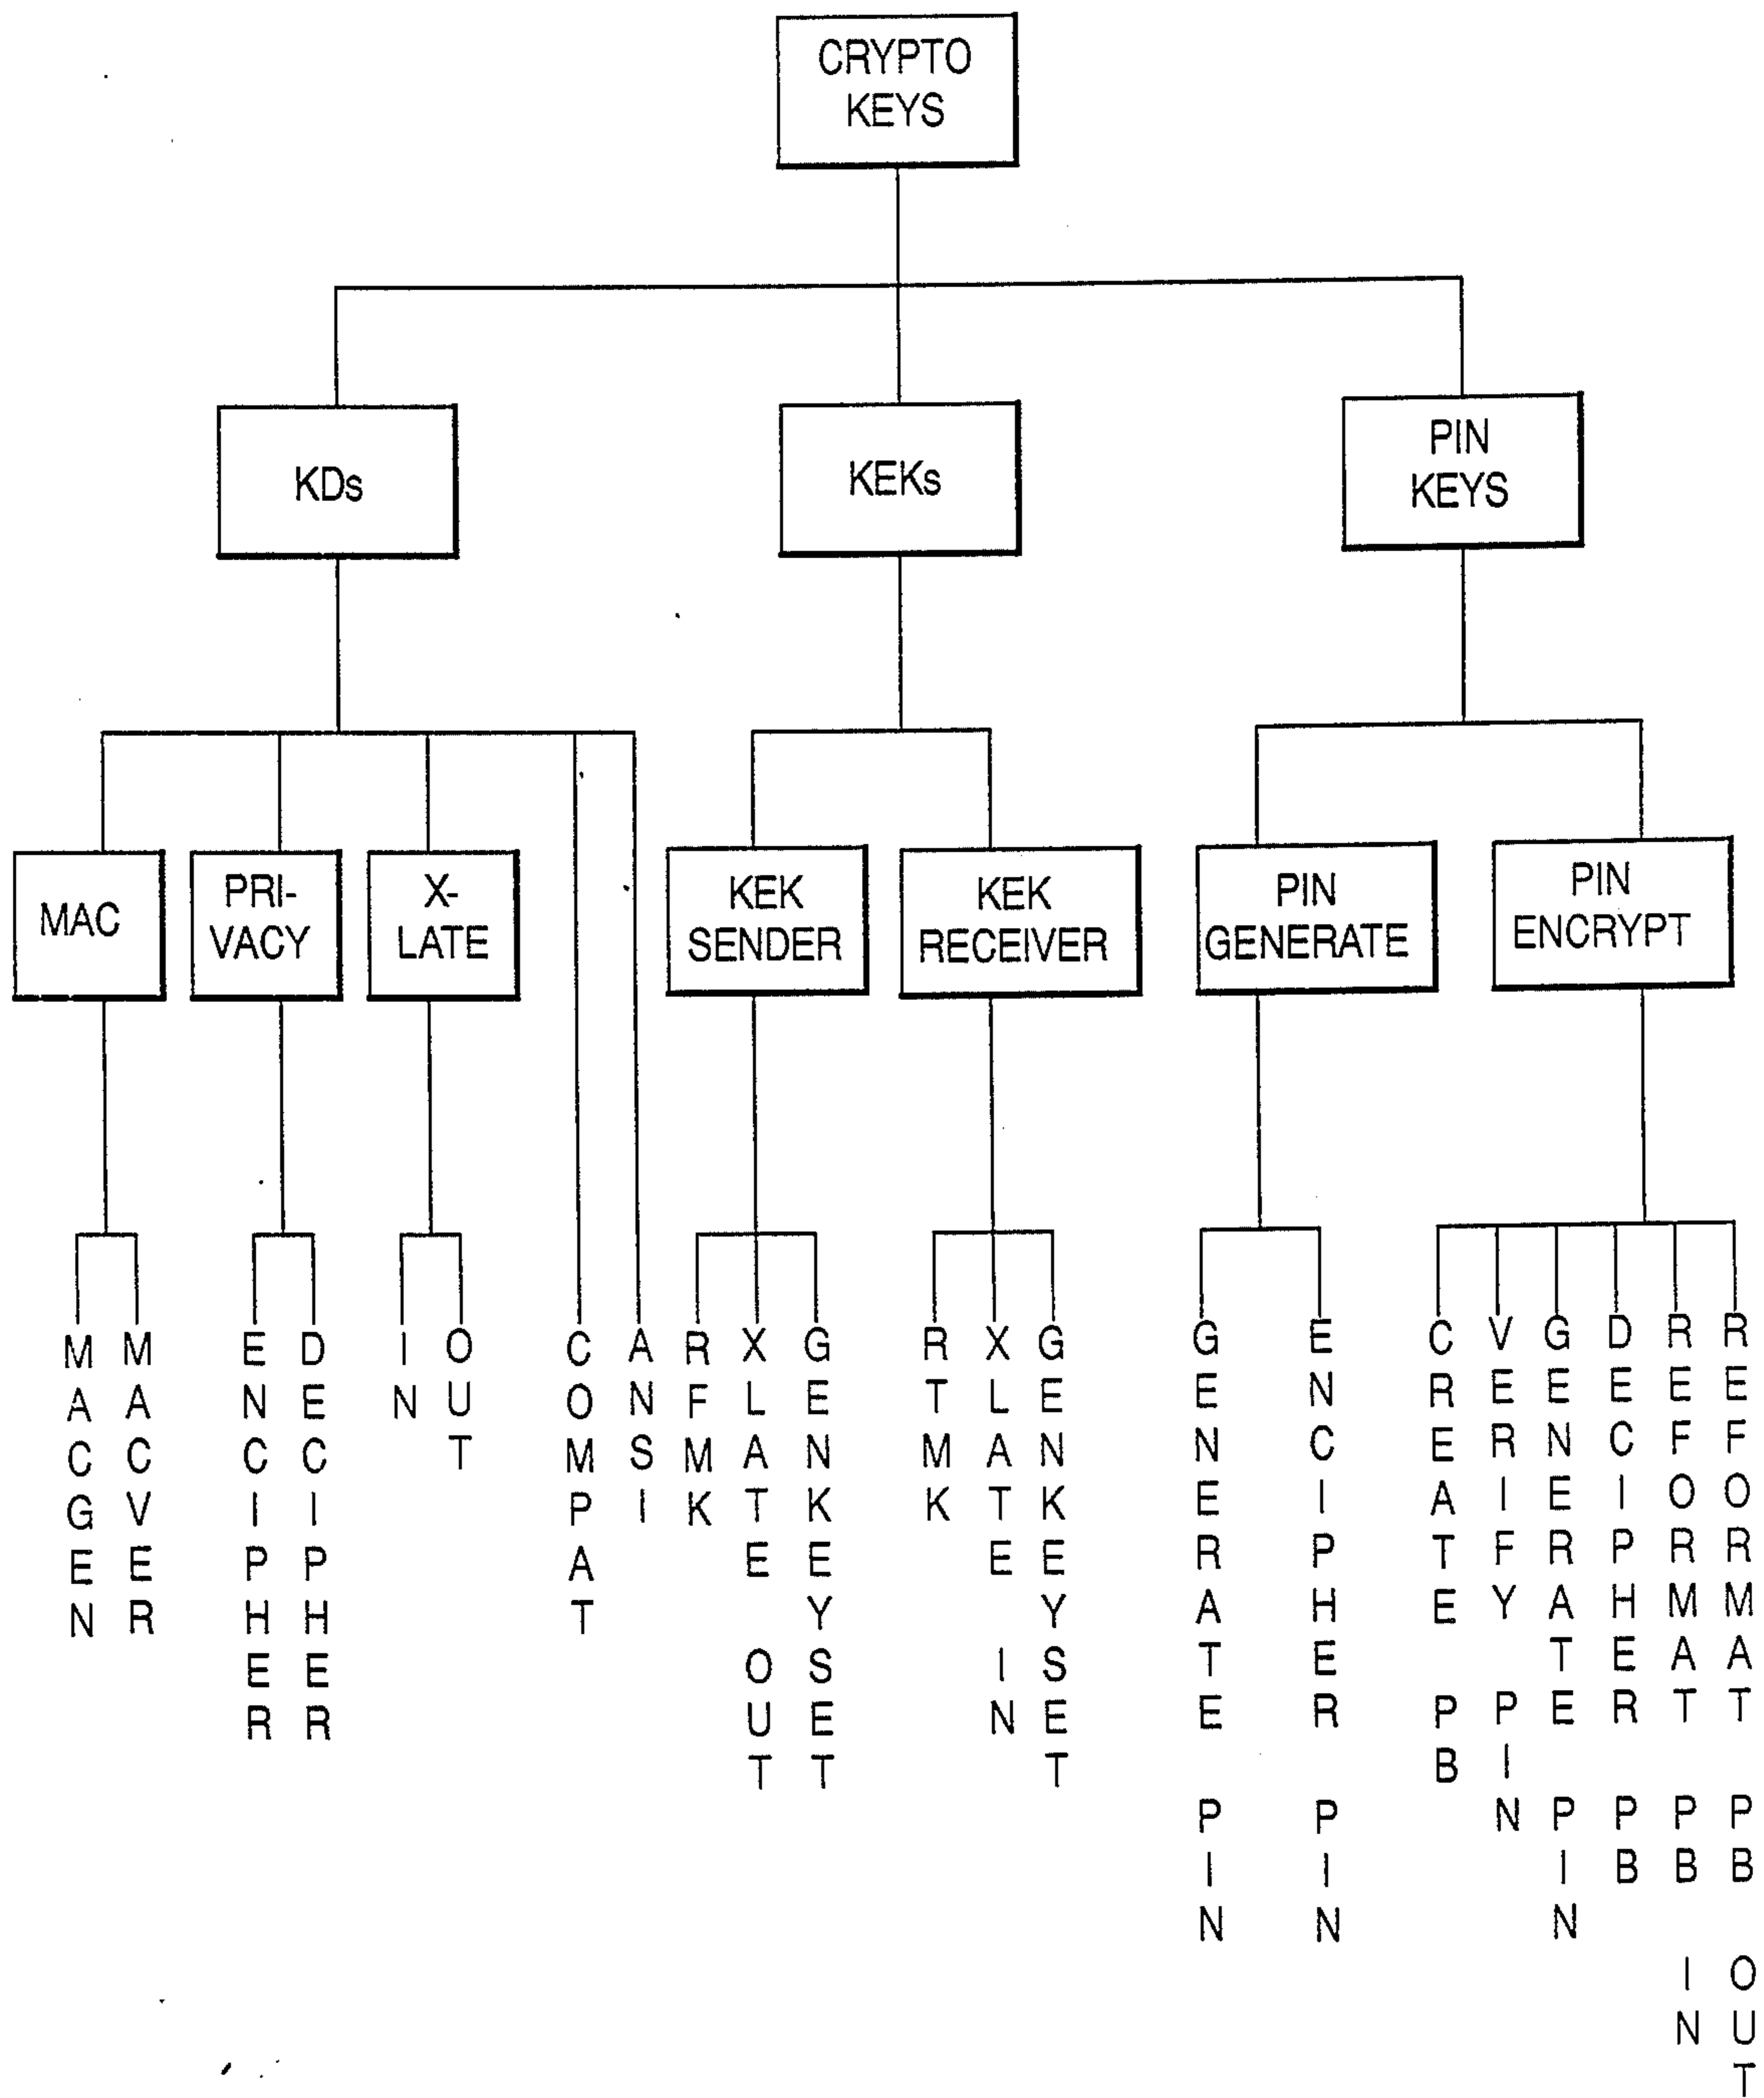 CRYPTO
KEYS
KDs
KEKs
PIN
KEYS
MAC
PRI-
VACY
X-
LATE
KEK
SENDER
KEK
RECEIVER
PIN
GENERATE
PIN
ENCRYPT
MACGEN
MACVER
ENCIPHER
DECIPHER
IN
OUT
COMPAT
ANSI
RFMK
XLATE OUT
GENKEYSET
RTMK
XLATE IN
GENKEYSET
GENERATE PIN
ENCIPHER PIN
CREATE PB
VERIFY PIN
GENERATE PIN
DECIPHER PB
REFORMAT PB IN
REFORMAT PB OUT